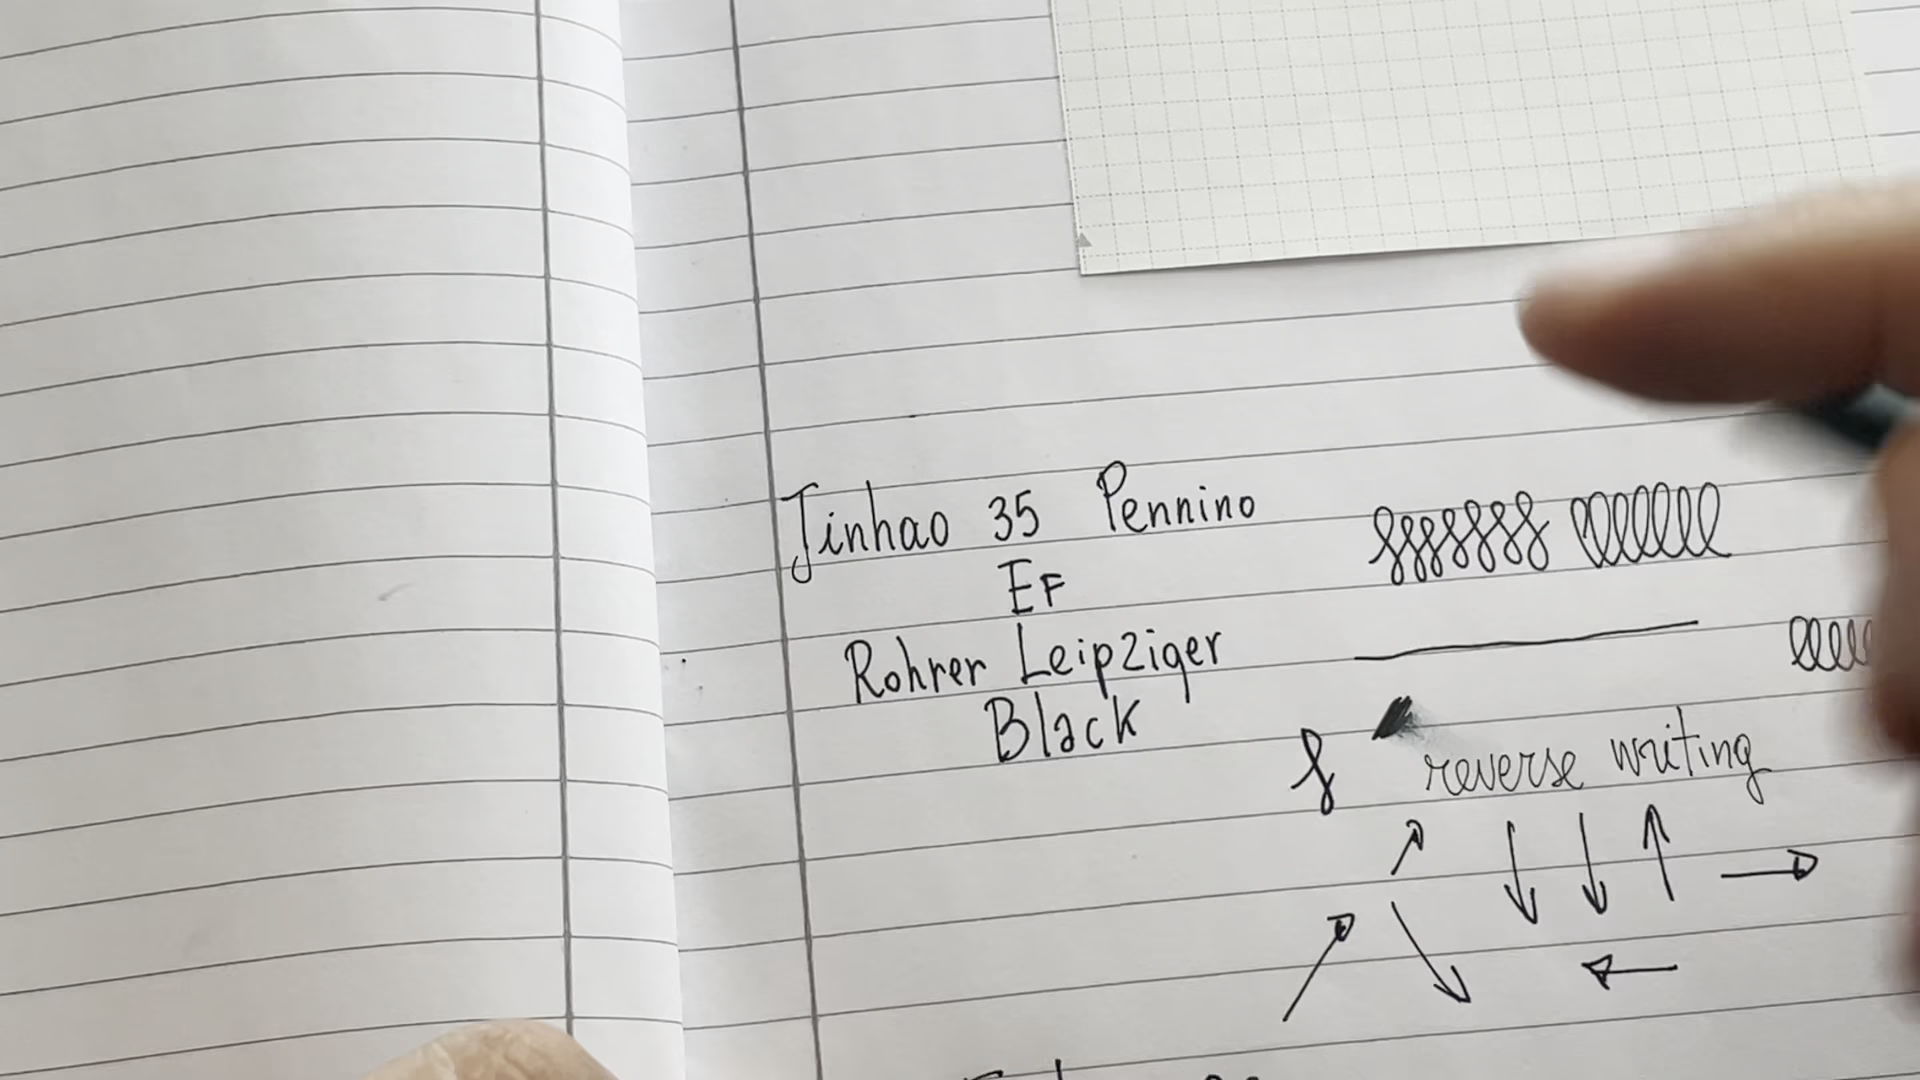 Jinhao 35 Pennino
EF
Rohrer Leipziger
Black
reverse writing